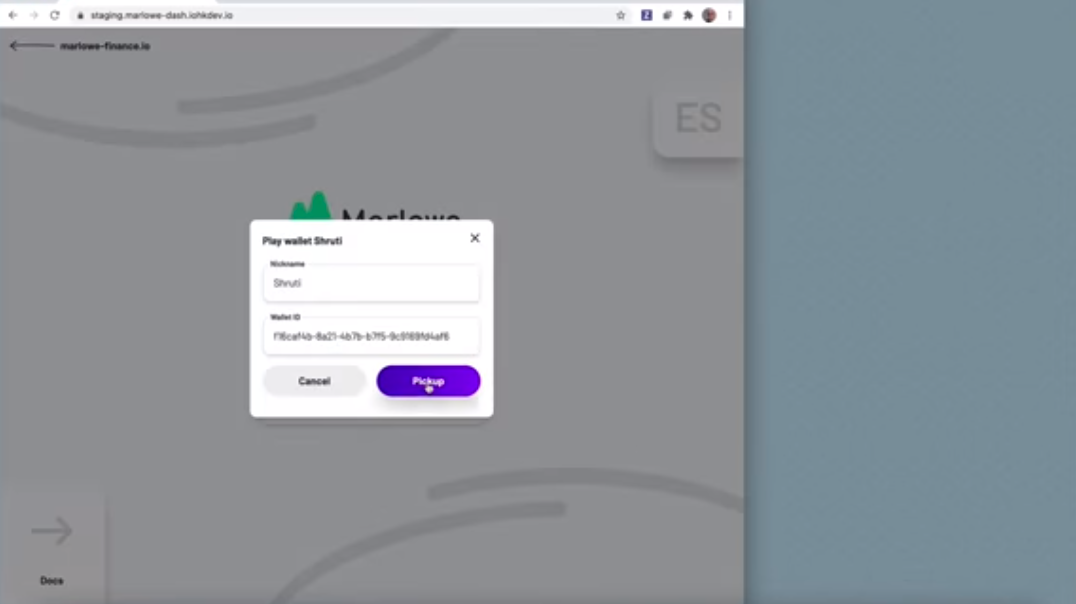 staging.marlowe-dash.iohkdev.io
marlowe-finance.io
ES
Marlowe
Play wallet Shruti
Nickname
Shruti
Wallet ID
f16caf4b-8a21-4b7b-b7f5-9c9169fd4af6
Cancel
Pickup
Docs